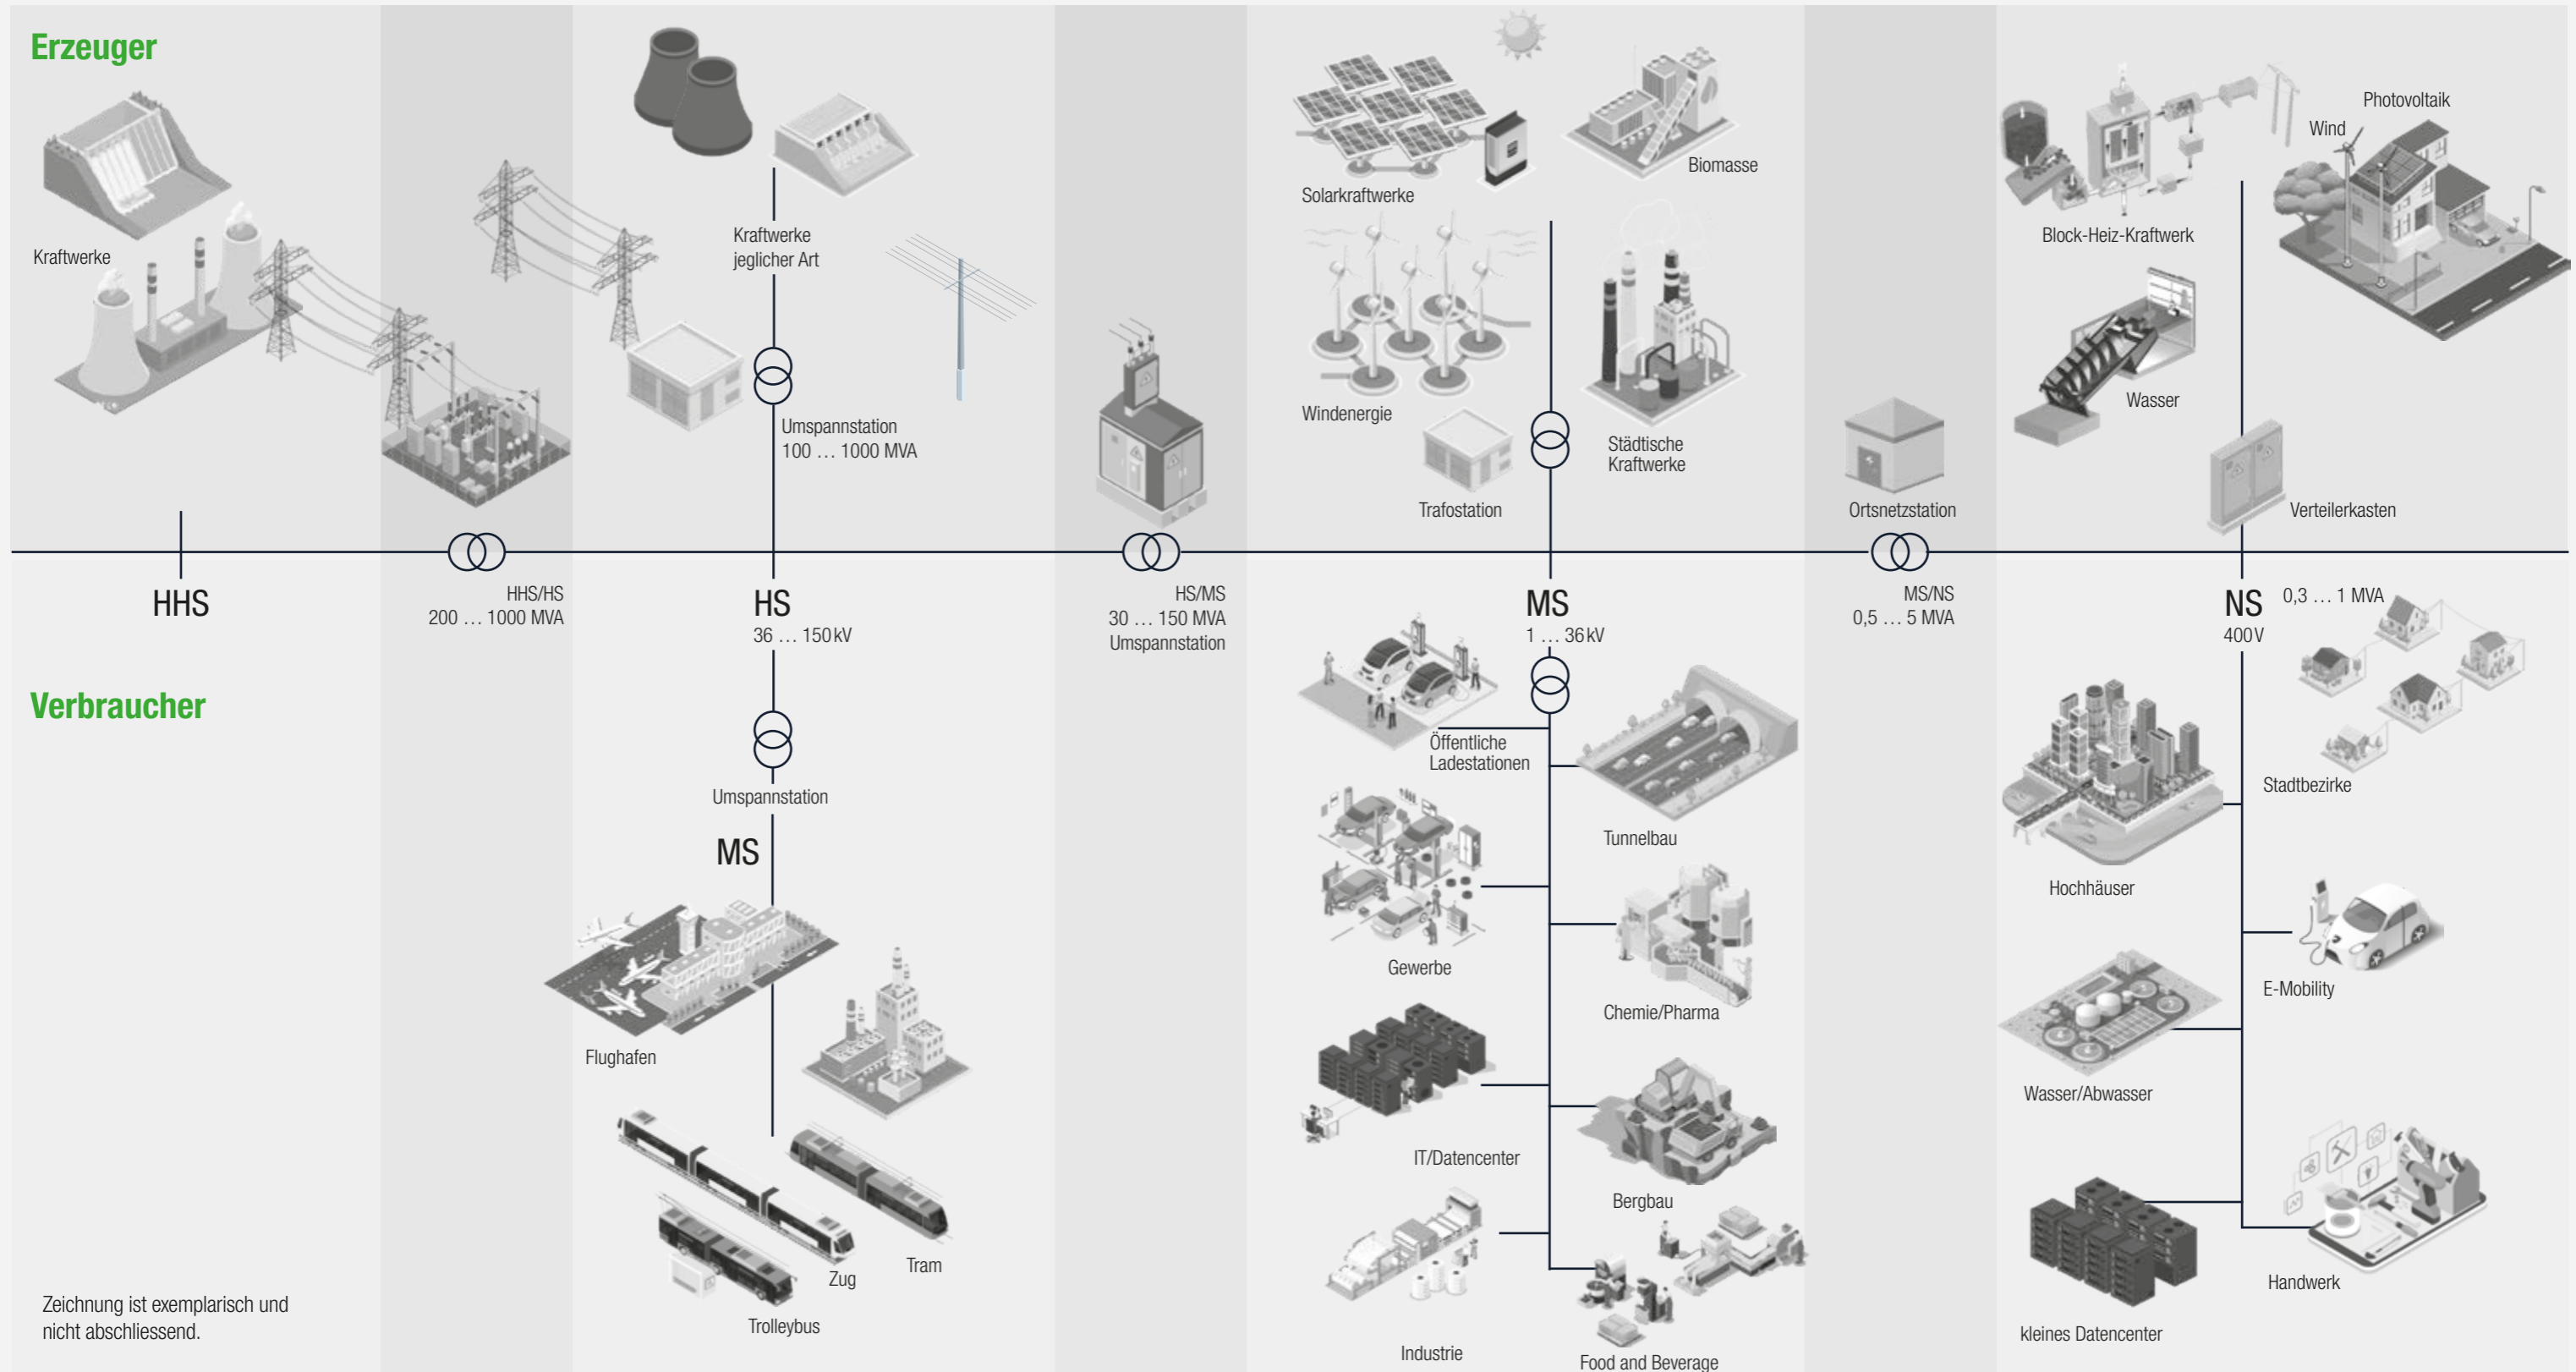 Erzeuger
Kraftwerke
Kraftwerke
jeglicher Art
Umspannstation
100 … 1000 MVA
Solarkraftwerke
Biomasse
Windenergie
Städtische
Kraftwerke
Trafostation
Ortsnetzstation
Block-Heiz-Kraftwerk
Photovoltaik
Wind
Wasser
Verteilerkasten
HHS
HHS/HS
200 … 1000 MVA
HS
36 … 150 kV
HS/MS
30 … 150 MVA
Umspannstation
MS
1 … 36 kV
MS/NS
0,5 … 5 MVA
NS
400 V
0,3 … 1 MVA
Verbraucher
Umspannstation
MS
Flughafen
Zug
Tram
Trolleybus
Öffentliche
Ladestationen
Tunnelbau
Gewerbe
Chemie/Pharma
IT/Datencenter
Bergbau
Industrie
Food and Beverage
Stadtbezirke
Hochhäuser
E-Mobility
Wasser/Abwasser
Handwerk
kleines Datencenter
Zeichnung ist exemplarisch und
nicht abschliessend.